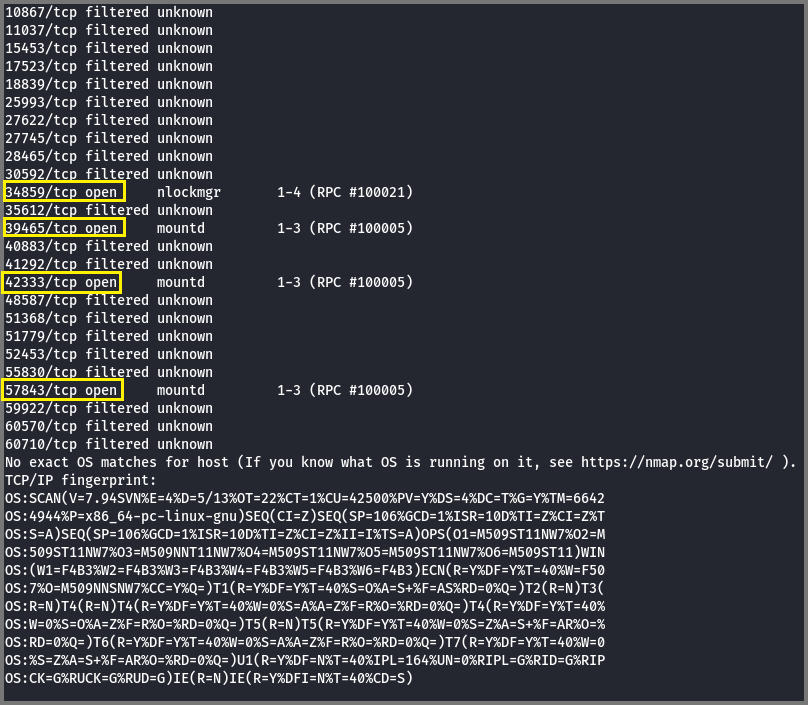 10867/tcp filtered unknown
11037/tcp filtered unknown
15453/tcp filtered unknown
17523/tcp filtered unknown
18839/tcp filtered unknown
25993/tcp filtered unknown
27622/tcp filtered unknown
27745/tcp filtered unknown
28465/tcp filtered unknown
30592/tcp filtered unknown
34859/tcp open     nlockmgr       1-4 (RPC #100021)
35612/tcp filtered unknown
39465/tcp open     mountd         1-3 (RPC #100005)
40883/tcp filtered unknown
41292/tcp filtered unknown
42333/tcp open     mountd         1-3 (RPC #100005)
48587/tcp filtered unknown
51368/tcp filtered unknown
51779/tcp filtered unknown
52453/tcp filtered unknown
55830/tcp filtered unknown
57843/tcp open     mountd         1-3 (RPC #100005)
59922/tcp filtered unknown
60570/tcp filtered unknown
60710/tcp filtered unknown
No exact OS matches for host (If you know what OS is running on it, see https://nmap.org/submit/ ).
TCP/IP fingerprint:
OS:SCAN(V=7.94SVN%E=4%D=5/13%OT=22%CT=1%CU=42500%PV=Y%DS=4%DC=T%G=Y%TM=6642
OS:4944%P=x86_64-pc-linux-gnu)SEQ(CI=Z)SEQ(SP=106%GCD=1%ISR=10D%TI=Z%CI=Z%T
OS:S=A)SEQ(SP=106%GCD=1%ISR=10D%TI=Z%CI=Z%II=I%TS=A)OPS(O1=M509ST11NW7%O2=M
OS:509ST11NW7%O3=M509NNT11NW7%O4=M509ST11NW7%O5=M509ST11NW7%O6=M509ST11)WIN
OS:(W1=F4B3%W2=F4B3%W3=F4B3%W4=F4B3%W5=F4B3%W6=F4B3)ECN(R=Y%DF=Y%T=40%W=F50
OS:7%O=M509NNSNW7%CC=Y%Q=)T1(R=Y%DF=Y%T=40%S=O%A=S+%F=AS%RD=0%Q=)T2(R=N)T3(
OS:R=N)T4(R=N)T4(R=Y%DF=Y%T=40%W=0%S=A%A=Z%F=R%O=%RD=0%Q=)T4(R=Y%DF=Y%T=40%
OS:W=0%S=O%A=Z%F=R%O=%RD=0%Q=)T5(R=N)T5(R=Y%DF=Y%T=40%W=0%S=Z%A=S+%F=AR%O=%
OS:RD=0%Q=)T6(R=Y%DF=Y%T=40%W=0%S=A%A=Z%F=R%O=%RD=0%Q=)T7(R=Y%DF=Y%T=40%W=0
OS:%S=Z%A=S+%F=AR%O=%RD=0%Q=)U1(R=Y%DF=N%T=40%IPL=164%UN=0%RIPL=G%RID=G%RIP
OS:CK=G%RUCK=G%RUD=G)IE(R=N)IE(R=Y%DFI=N%T=40%CD=S)